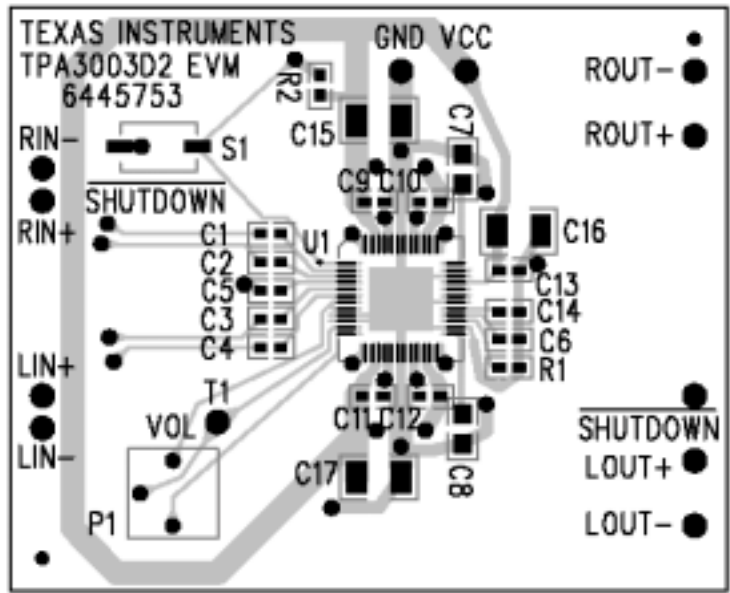 TEXAS INSTRUMENTS
TPA3003D2 EVM
6445753
GND VCC
ROUT-
R2
C15
C7
ROUT+
RIN-
S1
C9 C10
SHUTDOWN
RIN+
C1
U1
C16
C2
C5
C13
C3
C14
C4
C6
LIN+
R1
T1
VOL
C11 C12
SHUTDOWN
LIN-
C17
C8
LOUT+
P1
LOUT-